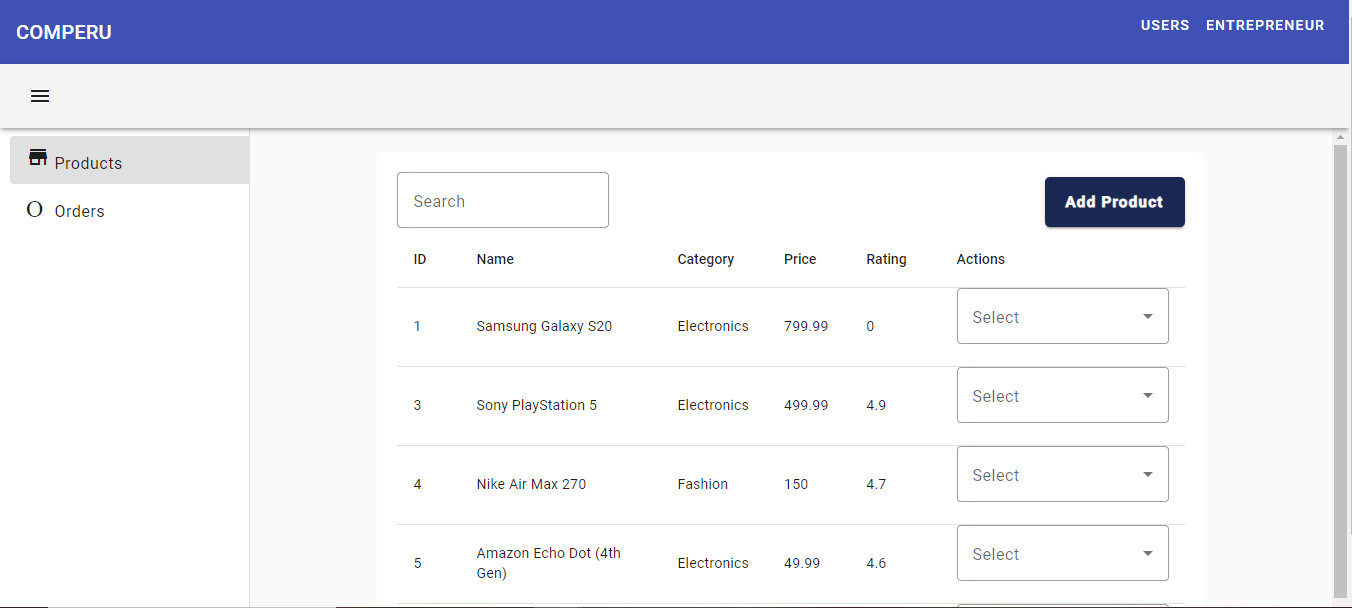 COMPERU
USERS ENTREPRENEUR
Products
O Orders
Search
Add Product
ID Name Category Price Rating Actions
1 Samsung Galaxy S20 Electronics 799.99 0 Select
3 Sony PlayStation 5 Electronics 499.99 4.9 Select
4 Nike Air Max 270 Fashion 150 4.7 Select
5 Amazon Echo Dot (4th
Gen) Electronics 49.99 4.6 Select